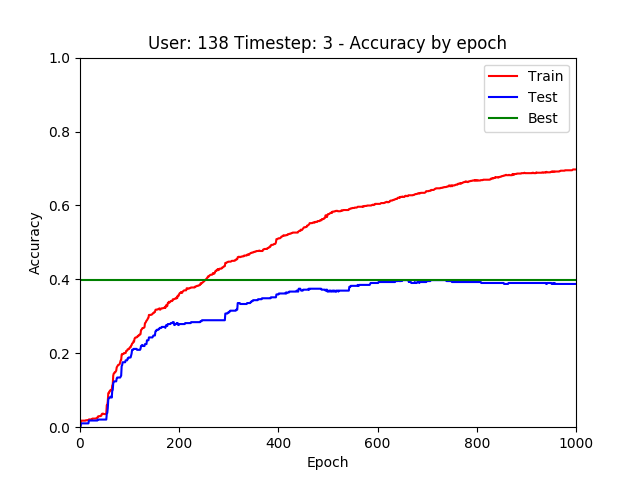 User: 138 Timestep: 3 - Accuracy by epoch
Train
Test
Best
Accuracy
1.0
0.8
0.6
0.4
0.2
0.0
0 200 400 600 800 1000
Epoch